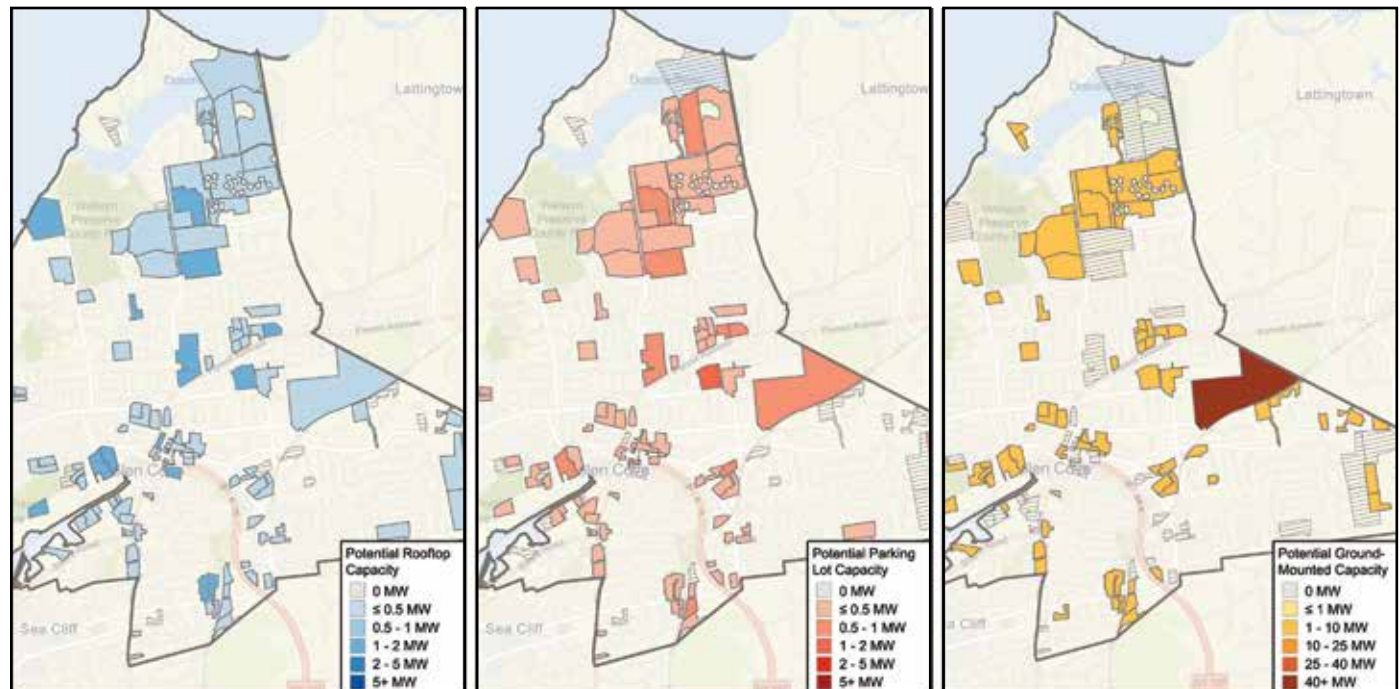 Lattingtown
Potential Rooftop
Capacity
0 MW
≤ 0.5 MW
0.5 - 1 MW
1 - 2 MW
2 - 5 MW
5+ MW
Sea Cliff
Lattingtown
Potential Parking
Lot Capacity
0 MW
≤ 0.5 MW
0.5 - 1 MW
1 - 2 MW
2 - 5 MW
5+ MW
Sea Cliff
Lattingtown
Potential Ground-
Mounted Capacity
0 MW
≤ 1 MW
1 - 10 MW
10 - 25 MW
25 - 40 MW
40+ MW
Cliff